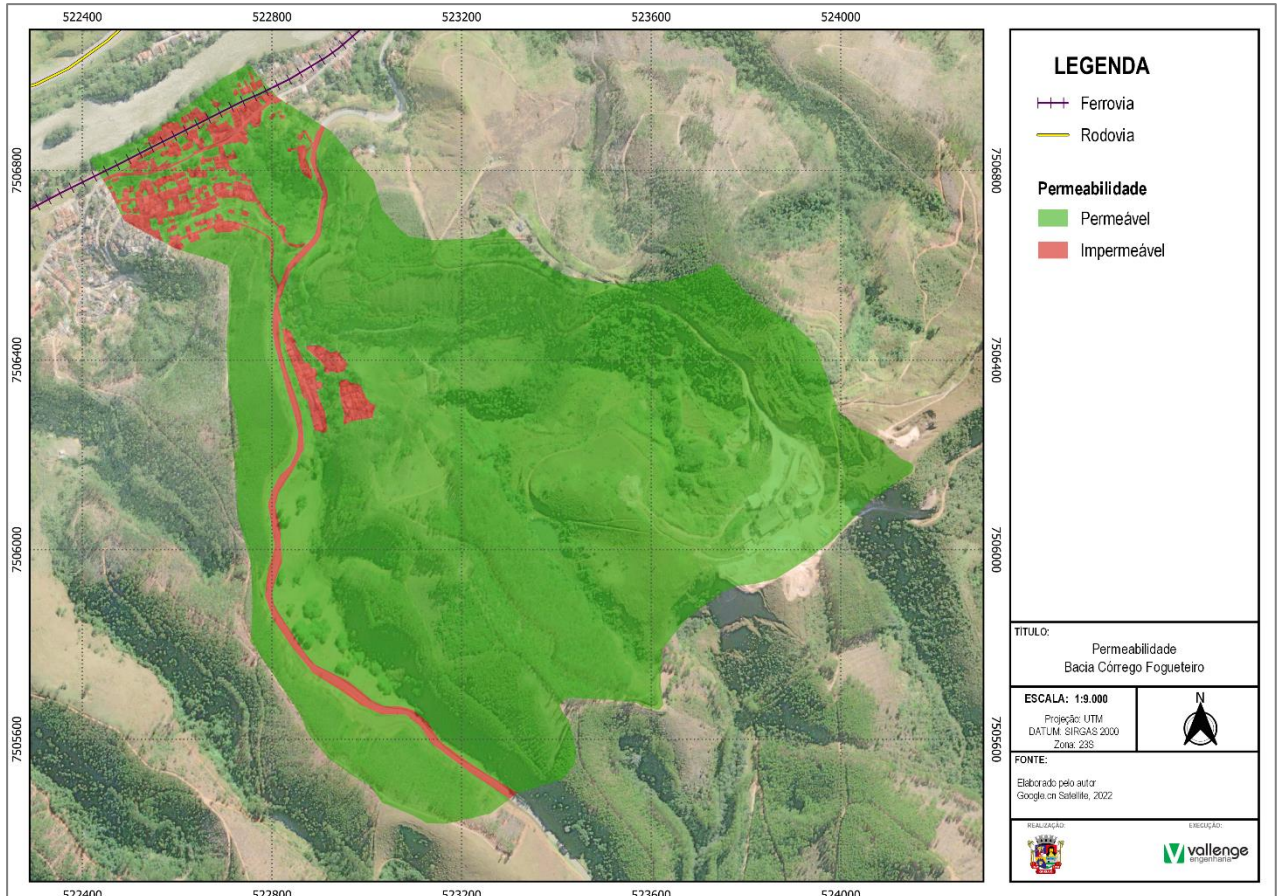 522400 522800 523200 523600 524000
7506800
7506400
7506000
7505600
7506800
7506400
7506000
7505600
522400 522800 523200 523600 524000
LEGENDA
Ferrovia
Rodovia
Permeabilidade
Permeável
Impermeável
TÍTULO:
Permeabilidade
Bacia Córrego Fogueteiro
ESCALA: 1:9.000
Projeção: UTM
DATUM: SIRGAS 2000
Zona: 23S
N
FONTE:
Elaborado pelo autor
Google.cn Satellite, 2022
REALIZAÇÃO:
EXECUÇÃO:
vallenge
engenharia